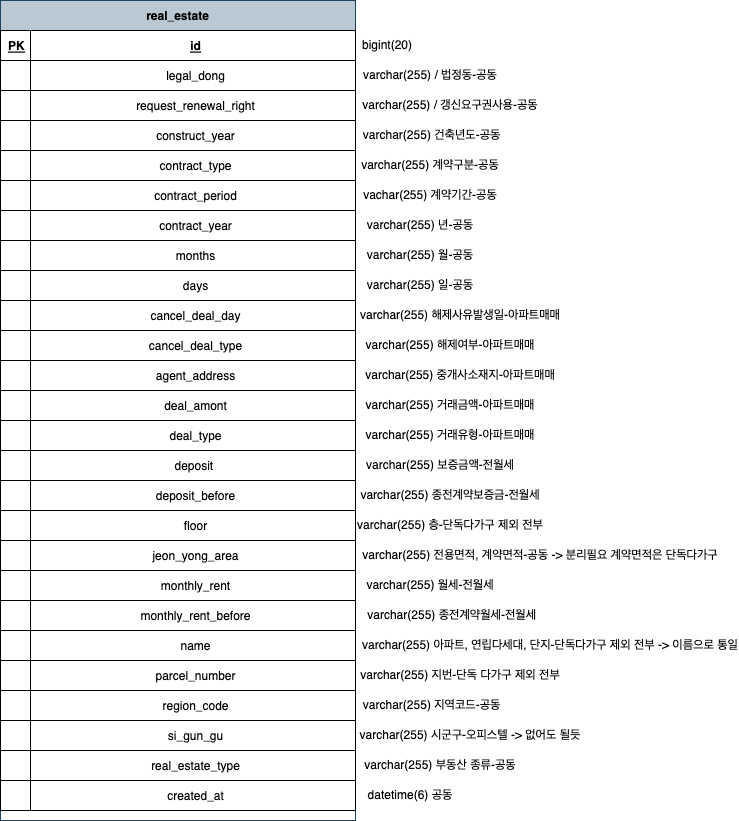 real_estate
PK id bigint(20)
legal_dong varchar(255) / 법정동-공동
request_renewal_right varchar(255) / 갱신요구권사용-공동
construct_year varchar(255) 건축년도-공동
contract_type varchar(255) 계약구분-공동
contract_period vachar(255) 계약기간-공동
contract_year varchar(255) 년-공동
months varchar(255) 월-공동
days varchar(255) 일-공동
cancel_deal_day varchar(255) 해제사유발생일-아파트매매
cancel_deal_type varchar(255) 해제여부-아파트매매
agent_address varchar(255) 중개사소재지-아파트매매
deal_amont varchar(255) 거래금액-아파트매매
deal_type varchar(255) 거래유형-아파트매매
deposit varchar(255) 보증금액-전월세
deposit_before varchar(255) 종전계약보증금-전월세
floor varchar(255) 층-단독다가구 제외 전부
jeon_yong_area varchar(255) 전용면적, 계약면적-공동 -> 분리필요 계약면적은 단독다가구
monthly_rent varchar(255) 월세-전월세
monthly_rent_before varchar(255) 종전계약월세-전월세
name varchar(255) 아파트, 연립다세대, 단지-단독다가구 제외 전부 -> 이름으로 통일
parcel_number varchar(255) 지번-단독 다가구 제외 전부
region_code varchar(255) 지역코드-공동
si_gun_gu varchar(255) 시군구-오피스텔 -> 없어도 될듯
real_estate_type varchar(255) 부동산 종류-공동
created_at datetime(6) 공동